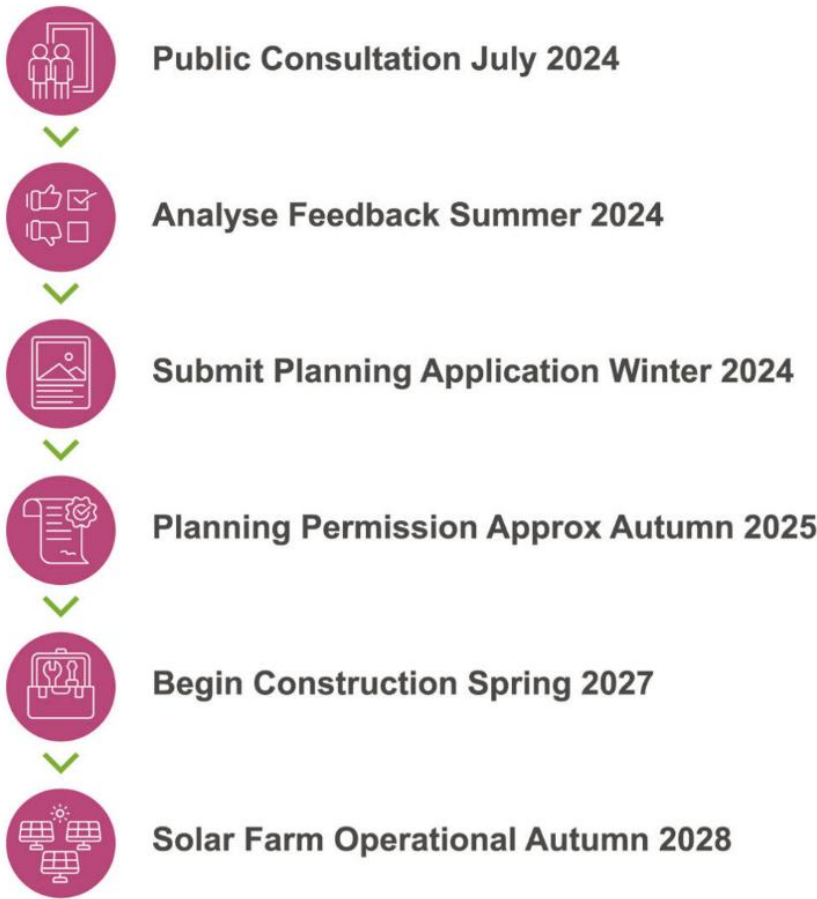 Public Consultation July 2024
Analyse Feedback Summer 2024
Submit Planning Application Winter 2024
Planning Permission Approx Autumn 2025
Begin Construction Spring 2027
Solar Farm Operational Autumn 2028